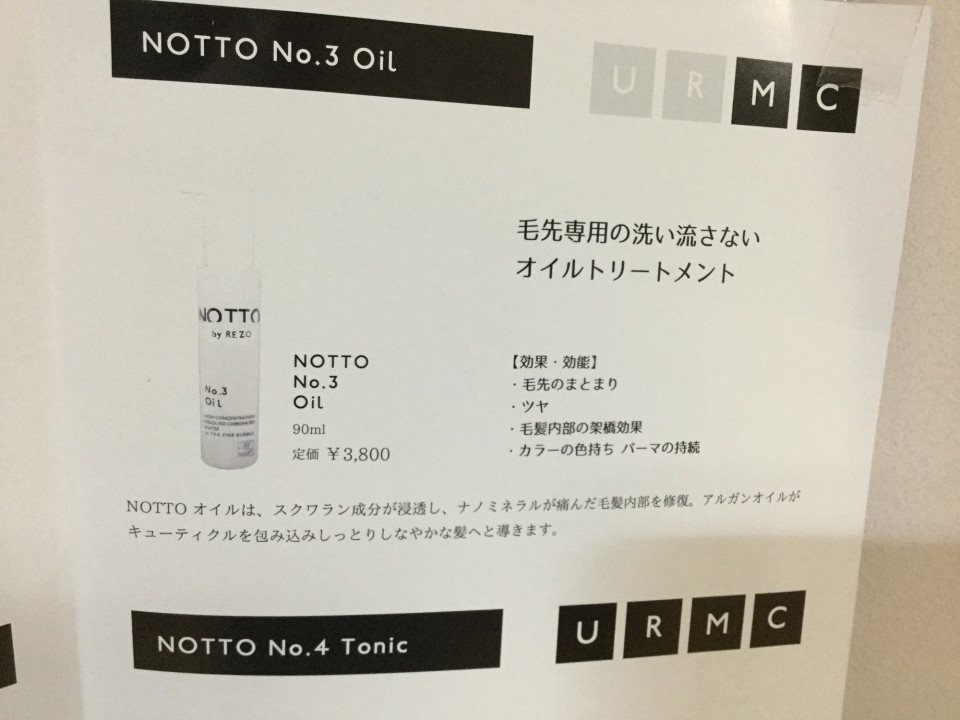 NOTTO No.3 Oil
U R M C
毛先専用の洗い流さない
オイルトリートメント
NOTTO
by REZO
No.3
Oil
NOTTO
No.3
Oil
90ml
定価 ¥3,800
【効果・効能】
・毛先のまとまり
・ツヤ
・毛髪内部の架橋効果
・カラーの色持ち パーマの持続
NOTTO オイルは、スクワラン成分が浸透し、ナノミネラルが痛んだ毛髪内部を修復。アルガンオイルが
キューティクルを包み込みしっとりしなやかな髪へと導きます。
NOTTO No.4 Tonic
U R M C